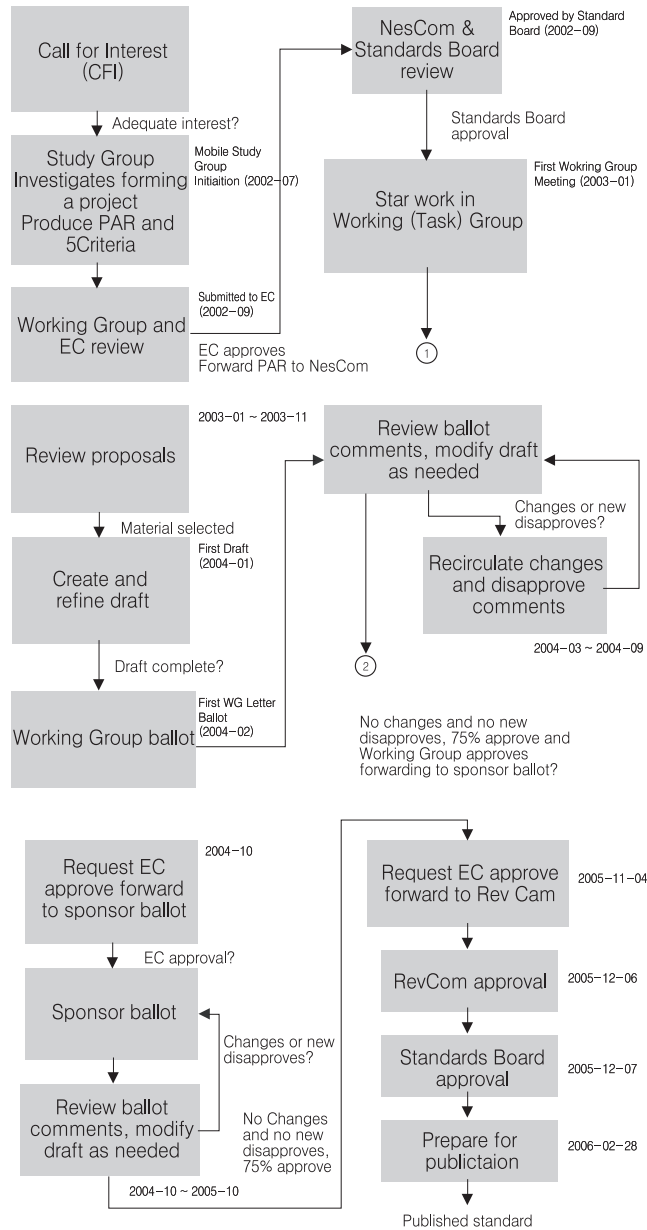 Call for Interest
(CFI)
Adequate interest?
Study Group
Investigates forming
a project
Produce PAR and
5Criteria
Mobile Study
Group
Initiaition (2002-07)
Working Group and
EC review
Submitted to EC
(2002-09)
EC approves
Forward PAR to NesCom
NesCom &
Standards Board
review
Approved by Standard
Board (2002-09)
Standards Board
approval
Star work in
Working (Task) Group
First Wokring Group
Meeting (2003-01)
1
Review proposals
2003-01 ~ 2003-11
Material selected
Create and
refine draft
First Draft
(2004-01)
Draft complete?
Working Group ballot
First WG Letter
Ballot
(2004-02)
Review ballot
comments, modify draft
as needed
Changes or new
disapproves?
Recirculate changes
and disapprove
comments
2004-03 ~ 2004-09
2
No changes and no new
disapproves, 75% approve and
Working Group approves
forwarding to sponsor ballot?
Request EC
approve forward
to sponsor ballot
2004-10
EC approval?
Sponsor ballot
Changes or new
disapproves?
Review ballot
comments, modify
draft as needed
2004-10 ~ 2005-10
No Changes
and no new
disapproves,
75% approve
Request EC approve
forward to Rev Cam
2005-11-04
RevCom approval
2005-12-06
Standards Board
approval
2005-12-07
Prepare for
publictaion
2006-02-28
Published standard